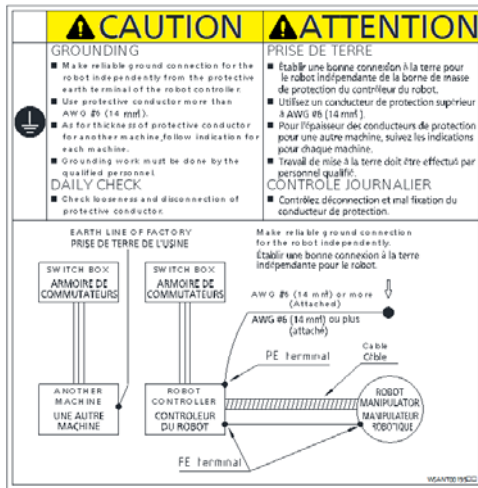 CAUTION
GROUNDING
■ Make reliable ground connection for the
robot independently from the protective
earth terminal of the robot controller.
■ Use protective conductor more than
AWG #6 (14 mm²).
■ As for thickness of protective conductor
for another machine,follow indication for
each machine.
■ Grounding work must be done by the
qualified personnel.
DAILY CHECK
■ Check looseness and disconnection of
protective conductor.
ATTENTION
PRISE DE TERRE
■ Établir une bonne connexion à la terre pour
le robot indépendante de la borne de masse
de protection du contrôleur du robot.
■ Utilisez un conducteur de protection supérieur
à AWG #6 (14 mm²).
■ Pour l'épaisseur des conducteurs de protection
pour une autre machine, suivez les indications
pour chaque machine.
■ Travail de mise à la terre doit être effectué par
personnel qualifié.
CONTROLE JOURNALIER
■ Contrôlez déconnection et mal fixation du
conducteur de protection.
EARTH LINE OF FACTORY
PRISE DE TERRE DE L'USINE
Make reliable ground connection
for the robot independently.
Établir une bonne connexion à la terre
indépendante pour le robot.
SWITCH BOX
ARMOIRE DE
COMMUTATEURS
SWITCH BOX
ARMOIRE DE
COMMUTATEURS
AWG #6 (14 mm²) or more
(Attached)
AWG #6 (14 mm²) ou plus
(attaché)
PE terminal
Cable
Câble
ANOTHER
MACHINE
UNE AUTRE
MACHINE
ROBOT
CONTROLLER
CONTROLEUR
DU ROBOT
ROBOT
MANIPULATOR
MANIPULATEUR
ROBOTIQUE
FE terminal